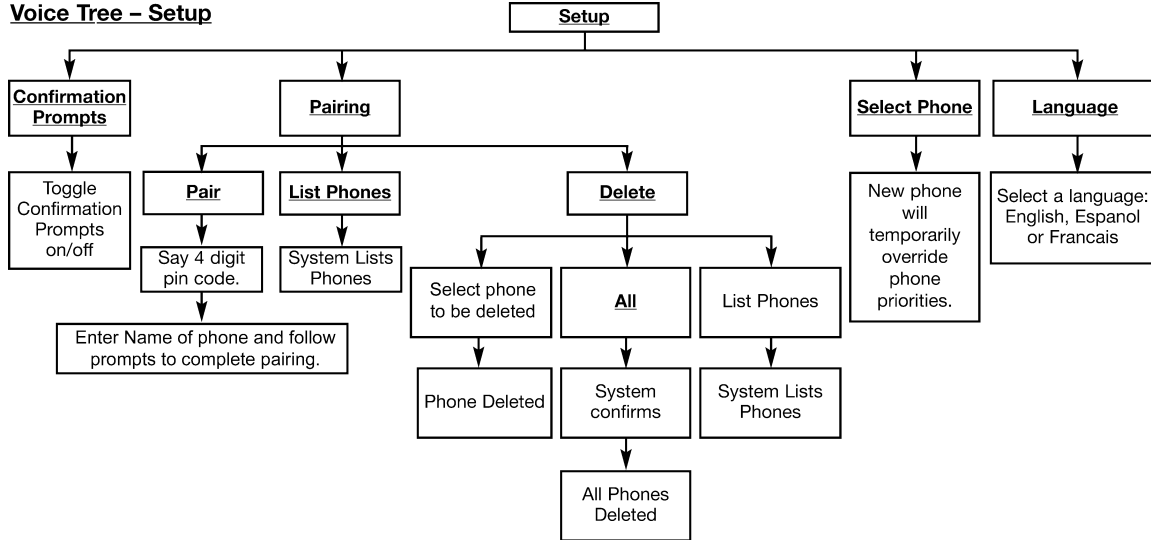 Voice Tree – Setup
Setup
Confirmation
Prompts
Pairing
Select Phone
Language
Toggle
Confirmation
Prompts
on/off
Pair
List Phones
Delete
New phone
will
temporarily
override
phone
priorities.
Select a language:
English, Espanol
or Francais
Say 4 digit
pin code.
System Lists
Phones
Select phone
to be deleted
All
List Phones
Enter Name of phone and follow
prompts to complete pairing.
Phone Deleted
System
confirms
System Lists
Phones
All Phones
Deleted